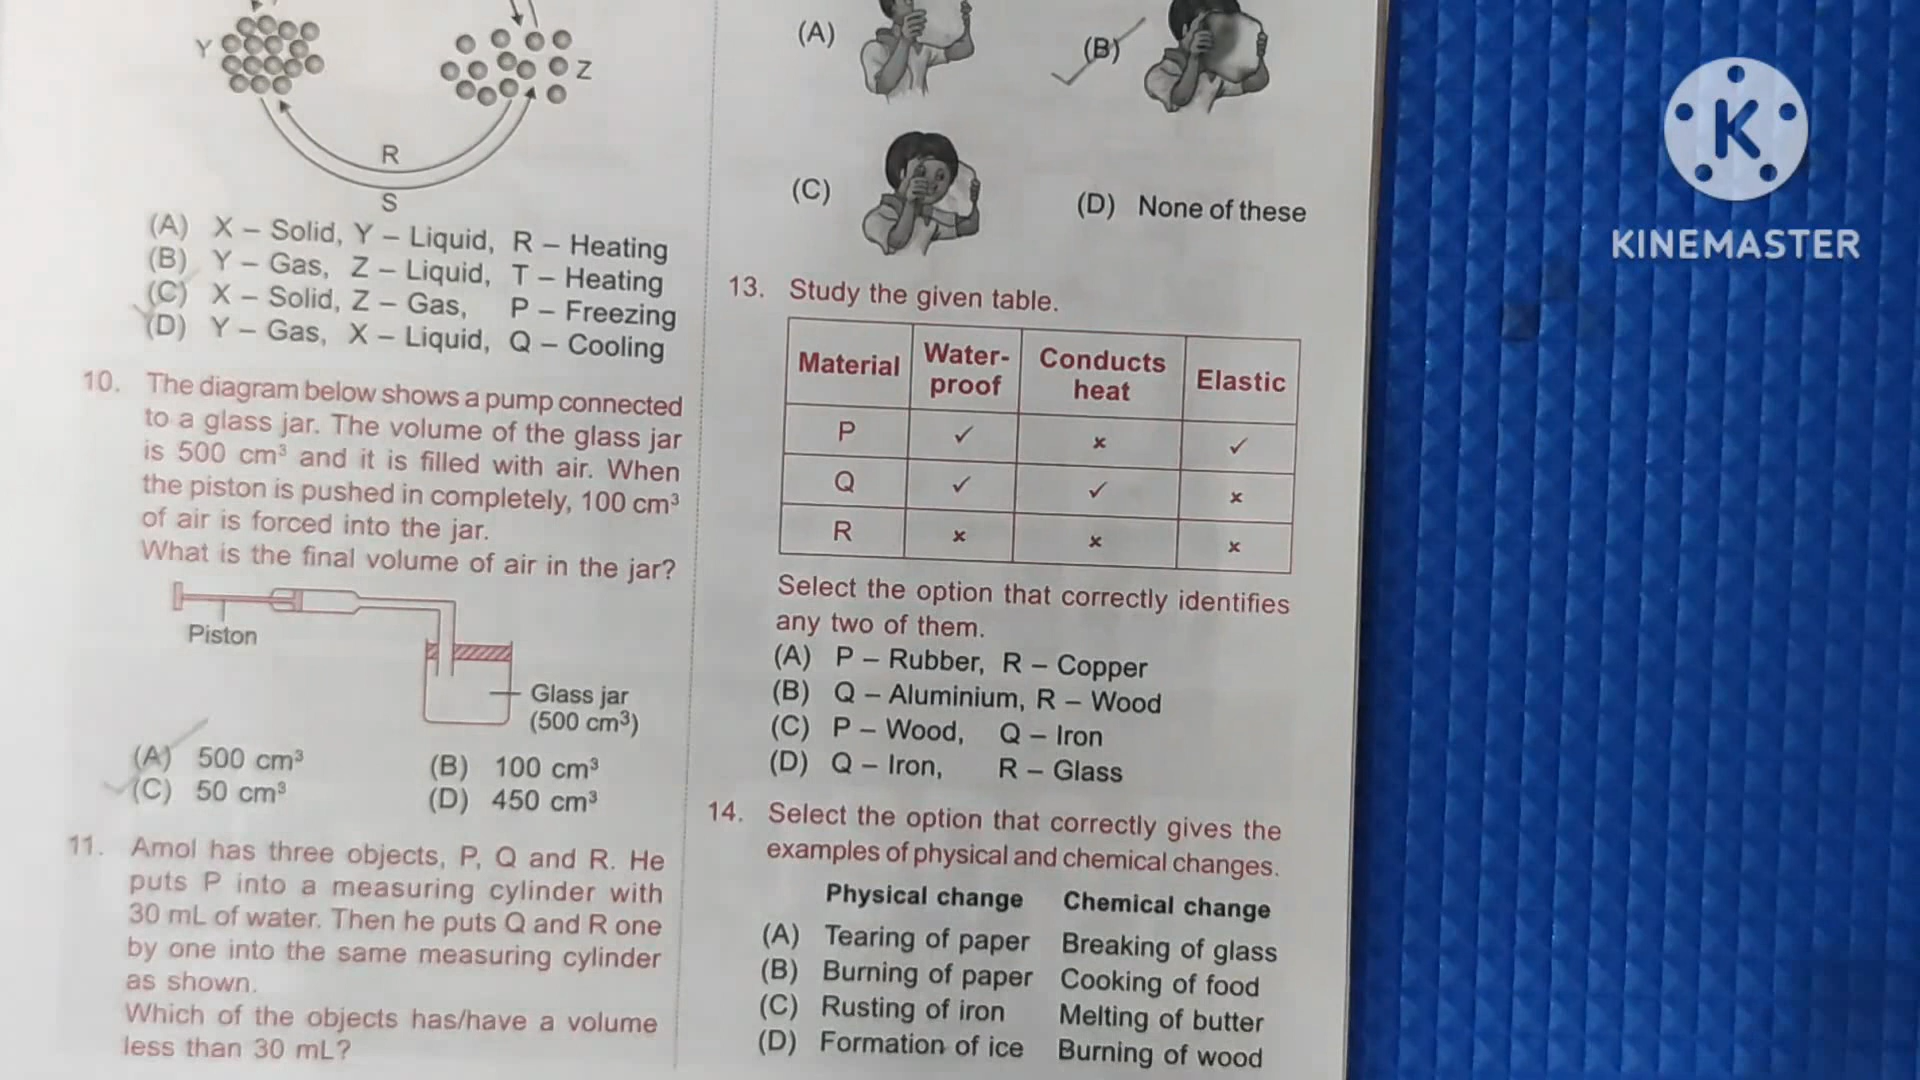 Y
Z
R
S
(A) X – Solid, Y – Liquid, R – Heating
(B) Y – Gas, Z – Liquid, T – Heating
(C) X – Solid, Z – Gas, P – Freezing
(D) Y – Gas, X – Liquid, Q – Cooling
10. The diagram below shows a pump connected
to a glass jar. The volume of the glass jar
is 500 cm³ and it is filled with air. When
the piston is pushed in completely, 100 cm³
of air is forced into the jar.
What is the final volume of air in the jar?
Piston
Glass jar
(500 cm³)
(A) 500 cm³ (B) 100 cm³
(C) 50 cm³ (D) 450 cm³
11. Amol has three objects, P, Q and R. He
puts P into a measuring cylinder with
30 mL of water. Then he puts Q and R one
by one into the same measuring cylinder
as shown.
Which of the objects has/have a volume
less than 30 mL?
(A) (B)
(C) (D) None of these
13. Study the given table.
Material Water-proof Conducts heat Elastic
P ✓ × ✓
Q ✓ ✓ ×
R × × ×
Select the option that correctly identifies
any two of them.
(A) P – Rubber, R – Copper
(B) Q – Aluminium, R – Wood
(C) P – Wood, Q – Iron
(D) Q – Iron, R – Glass
14. Select the option that correctly gives the
examples of physical and chemical changes.
Physical change Chemical change
(A) Tearing of paper Breaking of glass
(B) Burning of paper Cooking of food
(C) Rusting of iron Melting of butter
(D) Formation of ice Burning of wood
K
KINEMASTER